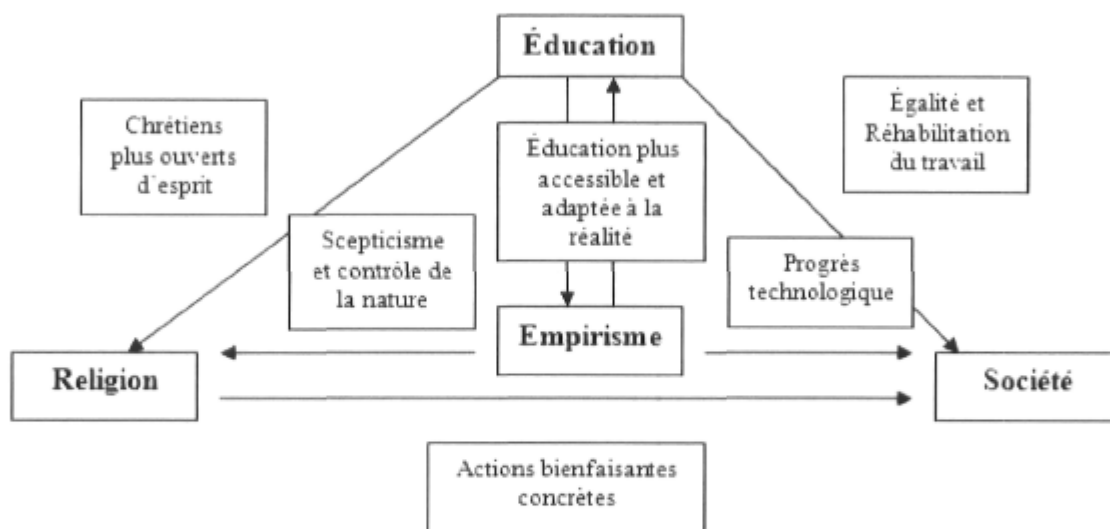 Éducation
Chrétiens
plus ouverts
d'esprit
Égalité et
Réhabilitation
du travail
Éducation plus
accessible et
adaptée à la
réalité
Scepticisme
et contrôle de
la nature
Progrès
technologique
Empirisme
Religion
Société
Actions bienfaisantes
concrètes